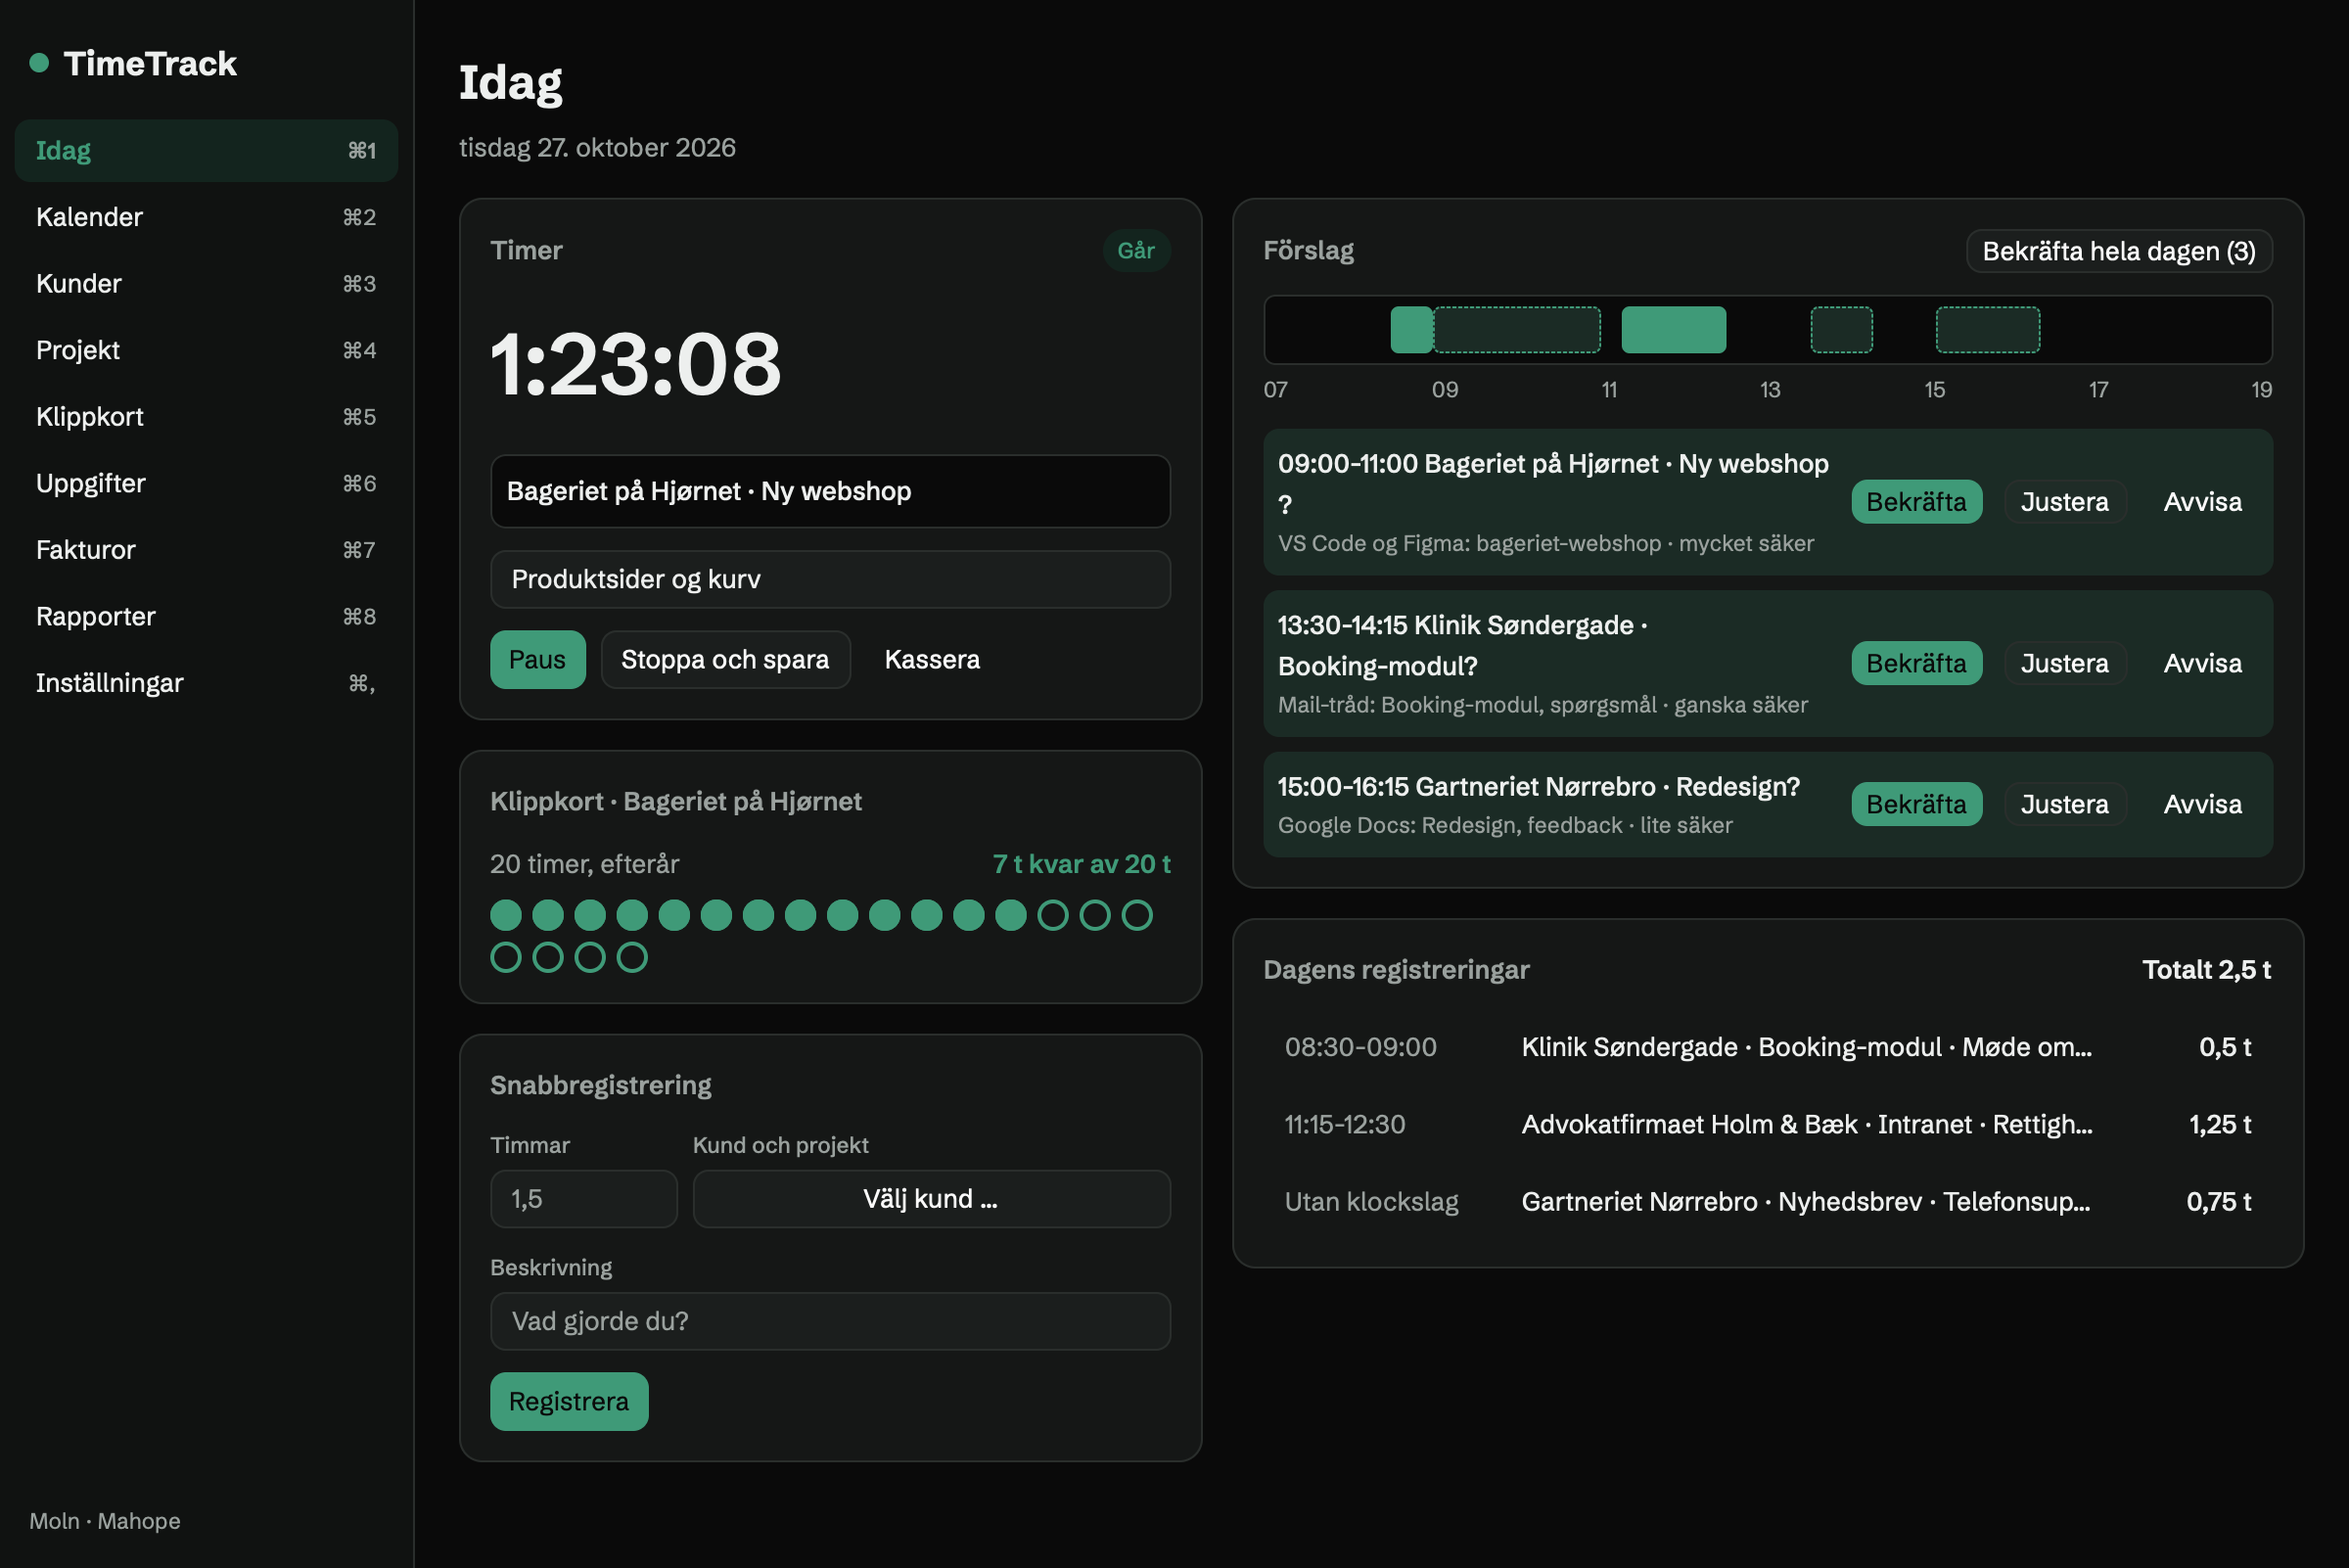 TimeTrack
Idag ⌘1
Kalender ⌘2
Kunder ⌘3
Projekt ⌘4
Klippkort ⌘5
Uppgifter ⌘6
Fakturor ⌘7
Rapporter ⌘8
Inställningar ⌘,
Moln · Mahope
Idag
tisdag 27. oktober 2026
Timer Går
1:23:08
Bageriet på Hjørnet · Ny webshop
Produktsider og kurv
Paus Stoppa och spara Kassera
Klippkort · Bageriet på Hjørnet
20 timer, efterår 7 t kvar av 20 t
Snabbregistrering
Timmar Kund och projekt
1,5 Välj kund ...
Beskrivning
Vad gjorde du?
Registrera
Förslag Bekräfta hela dagen (3)
07 09 11 13 15 17 19
09:00-11:00 Bageriet på Hjørnet · Ny webshop
?
VS Code og Figma: bageriet-webshop · mycket säker
Bekräfta Justera Avvisa
13:30-14:15 Klinik Søndergade ·
Booking-modul?
Mail-tråd: Booking-modul, spørgsmål · ganska säker
Bekräfta Justera Avvisa
15:00-16:15 Gartneriet Nørrebro · Redesign?
Google Docs: Redesign, feedback · lite säker
Bekräfta Justera Avvisa
Dagens registreringar Totalt 2,5 t
08:30-09:00 Klinik Søndergade · Booking-modul · Møde om... 0,5 t
11:15-12:30 Advokatfirmaet Holm & Bæk · Intranet · Rettigh... 1,25 t
Utan klockslag Gartneriet Nørrebro · Nyhedsbrev · Telefonsup... 0,75 t